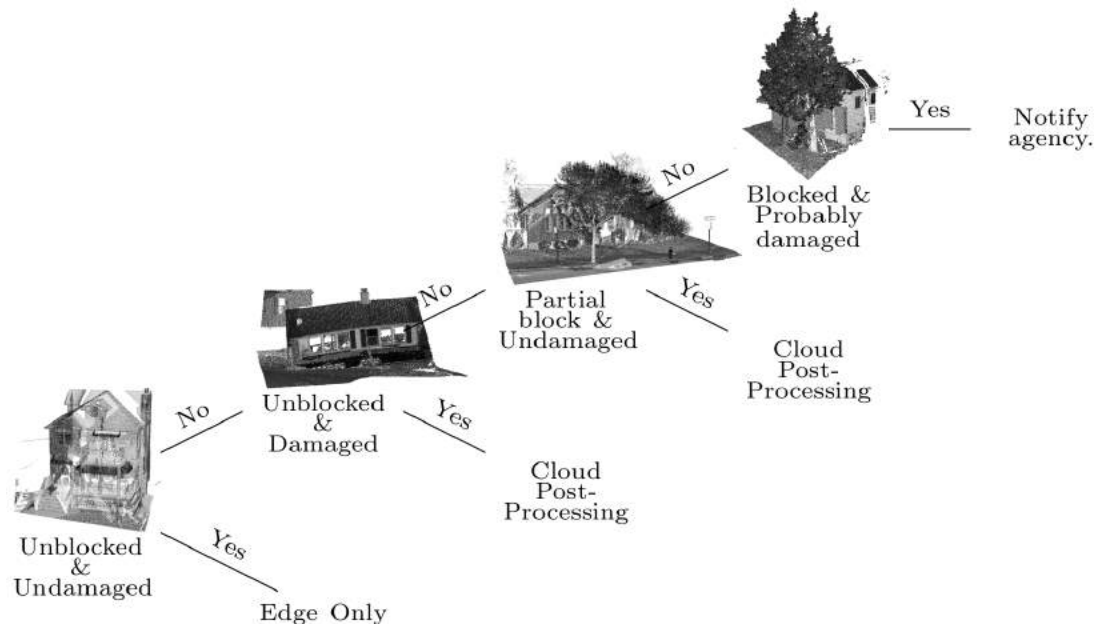 Yes
Notify
agency.
No
Blocked &
Probably
damaged
No
Partial
block &
Undamaged
Yes
Cloud
Post-
Processing
No
Unblocked
&
Damaged
Yes
Cloud
Post-
Processing
Unblocked
&
Undamaged
Yes
Edge Only